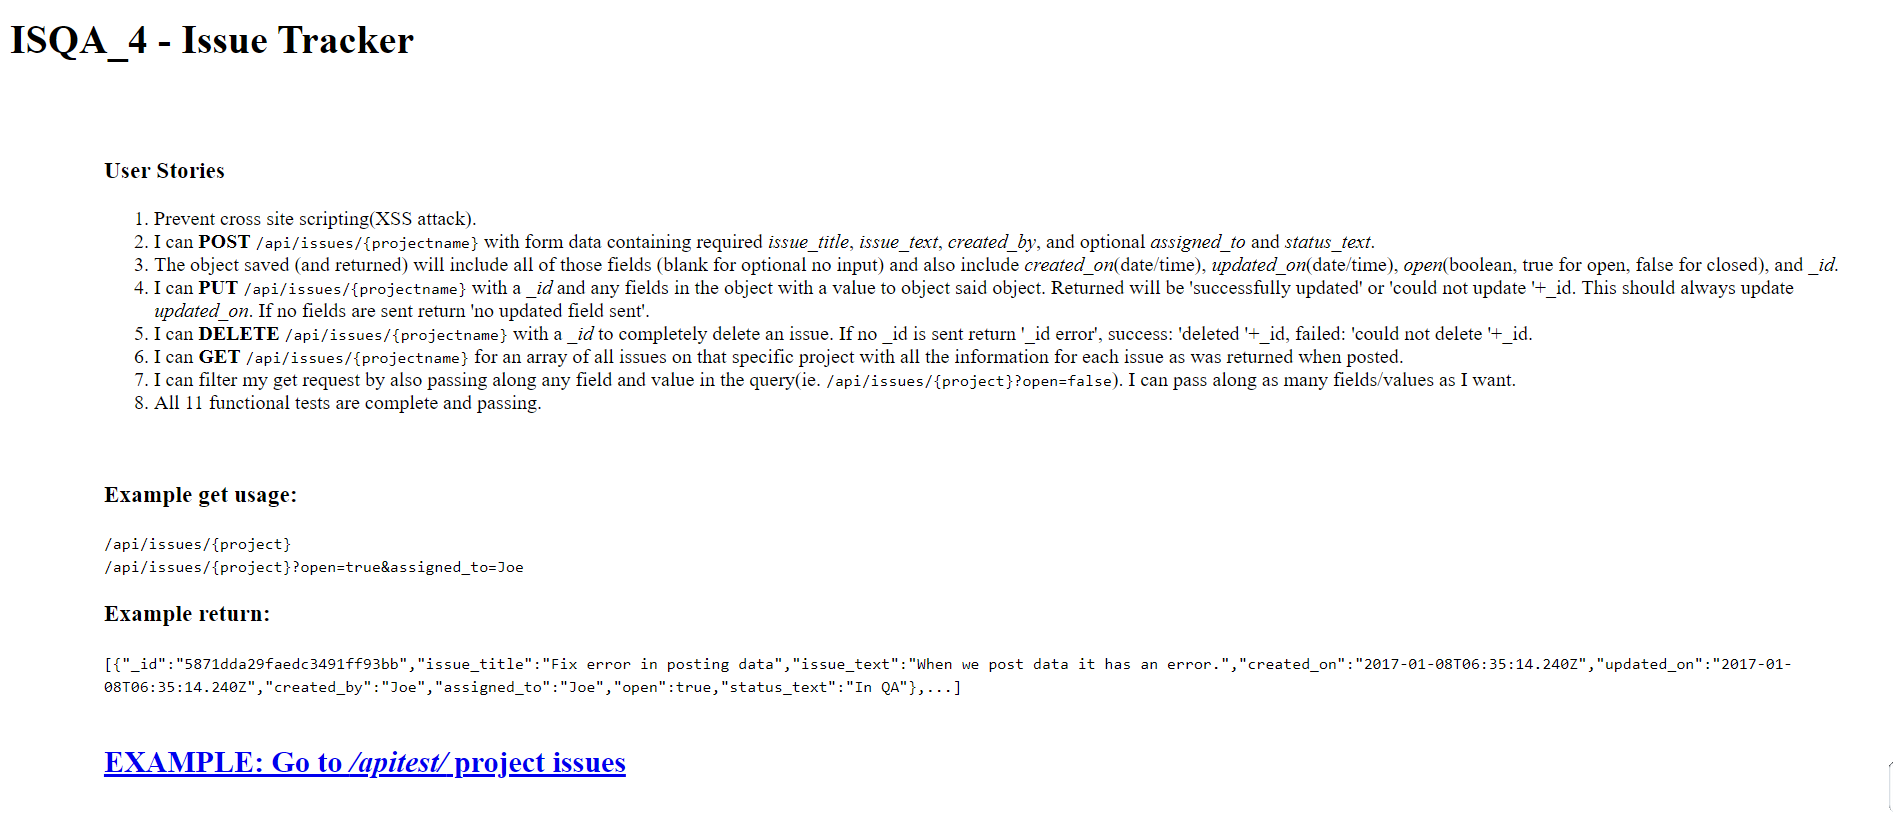 ISQA_4 - Issue Tracker
User Stories
1. Prevent cross site scripting(XSS attack).
2. I can POST /api/issues/{projectname} with form data containing required issue_title, issue_text, created_by, and optional assigned_to and status_text.
3. The object saved (and returned) will include all of those fields (blank for optional no input) and also include created_on(date/time), updated_on(date/time), open(boolean, true for open, false for closed), and _id.
4. I can PUT /api/issues/{projectname} with a _id and any fields in the object with a value to object said object. Returned will be 'successfully updated' or 'could not update '+_id. This should always update
updated_on. If no fields are sent return 'no updated field sent'.
5. I can DELETE /api/issues/{projectname} with a _id to completely delete an issue. If no _id is sent return '_id error', success: 'deleted '+_id, failed: 'could not delete '+_id.
6. I can GET /api/issues/{projectname} for an array of all issues on that specific project with all the information for each issue as was returned when posted.
7. I can filter my get request by also passing along any field and value in the query(ie. /api/issues/{project}?open=false). I can pass along as many fields/values as I want.
8. All 11 functional tests are complete and passing.
Example get usage:
/api/issues/{project}
/api/issues/{project}?open=true&assigned_to=Joe
Example return:
[{"_id":"5871dda29faedc3491ff93bb","issue_title":"Fix error in posting data","issue_text":"When we post data it has an error.","created_on":"2017-01-08T06:35:14.240Z","updated_on":"2017-01-
08T06:35:14.240Z","created_by":"Joe","assigned_to":"Joe","open":true,"status_text":"In QA"},...]
EXAMPLE: Go to /apitest/ project issues